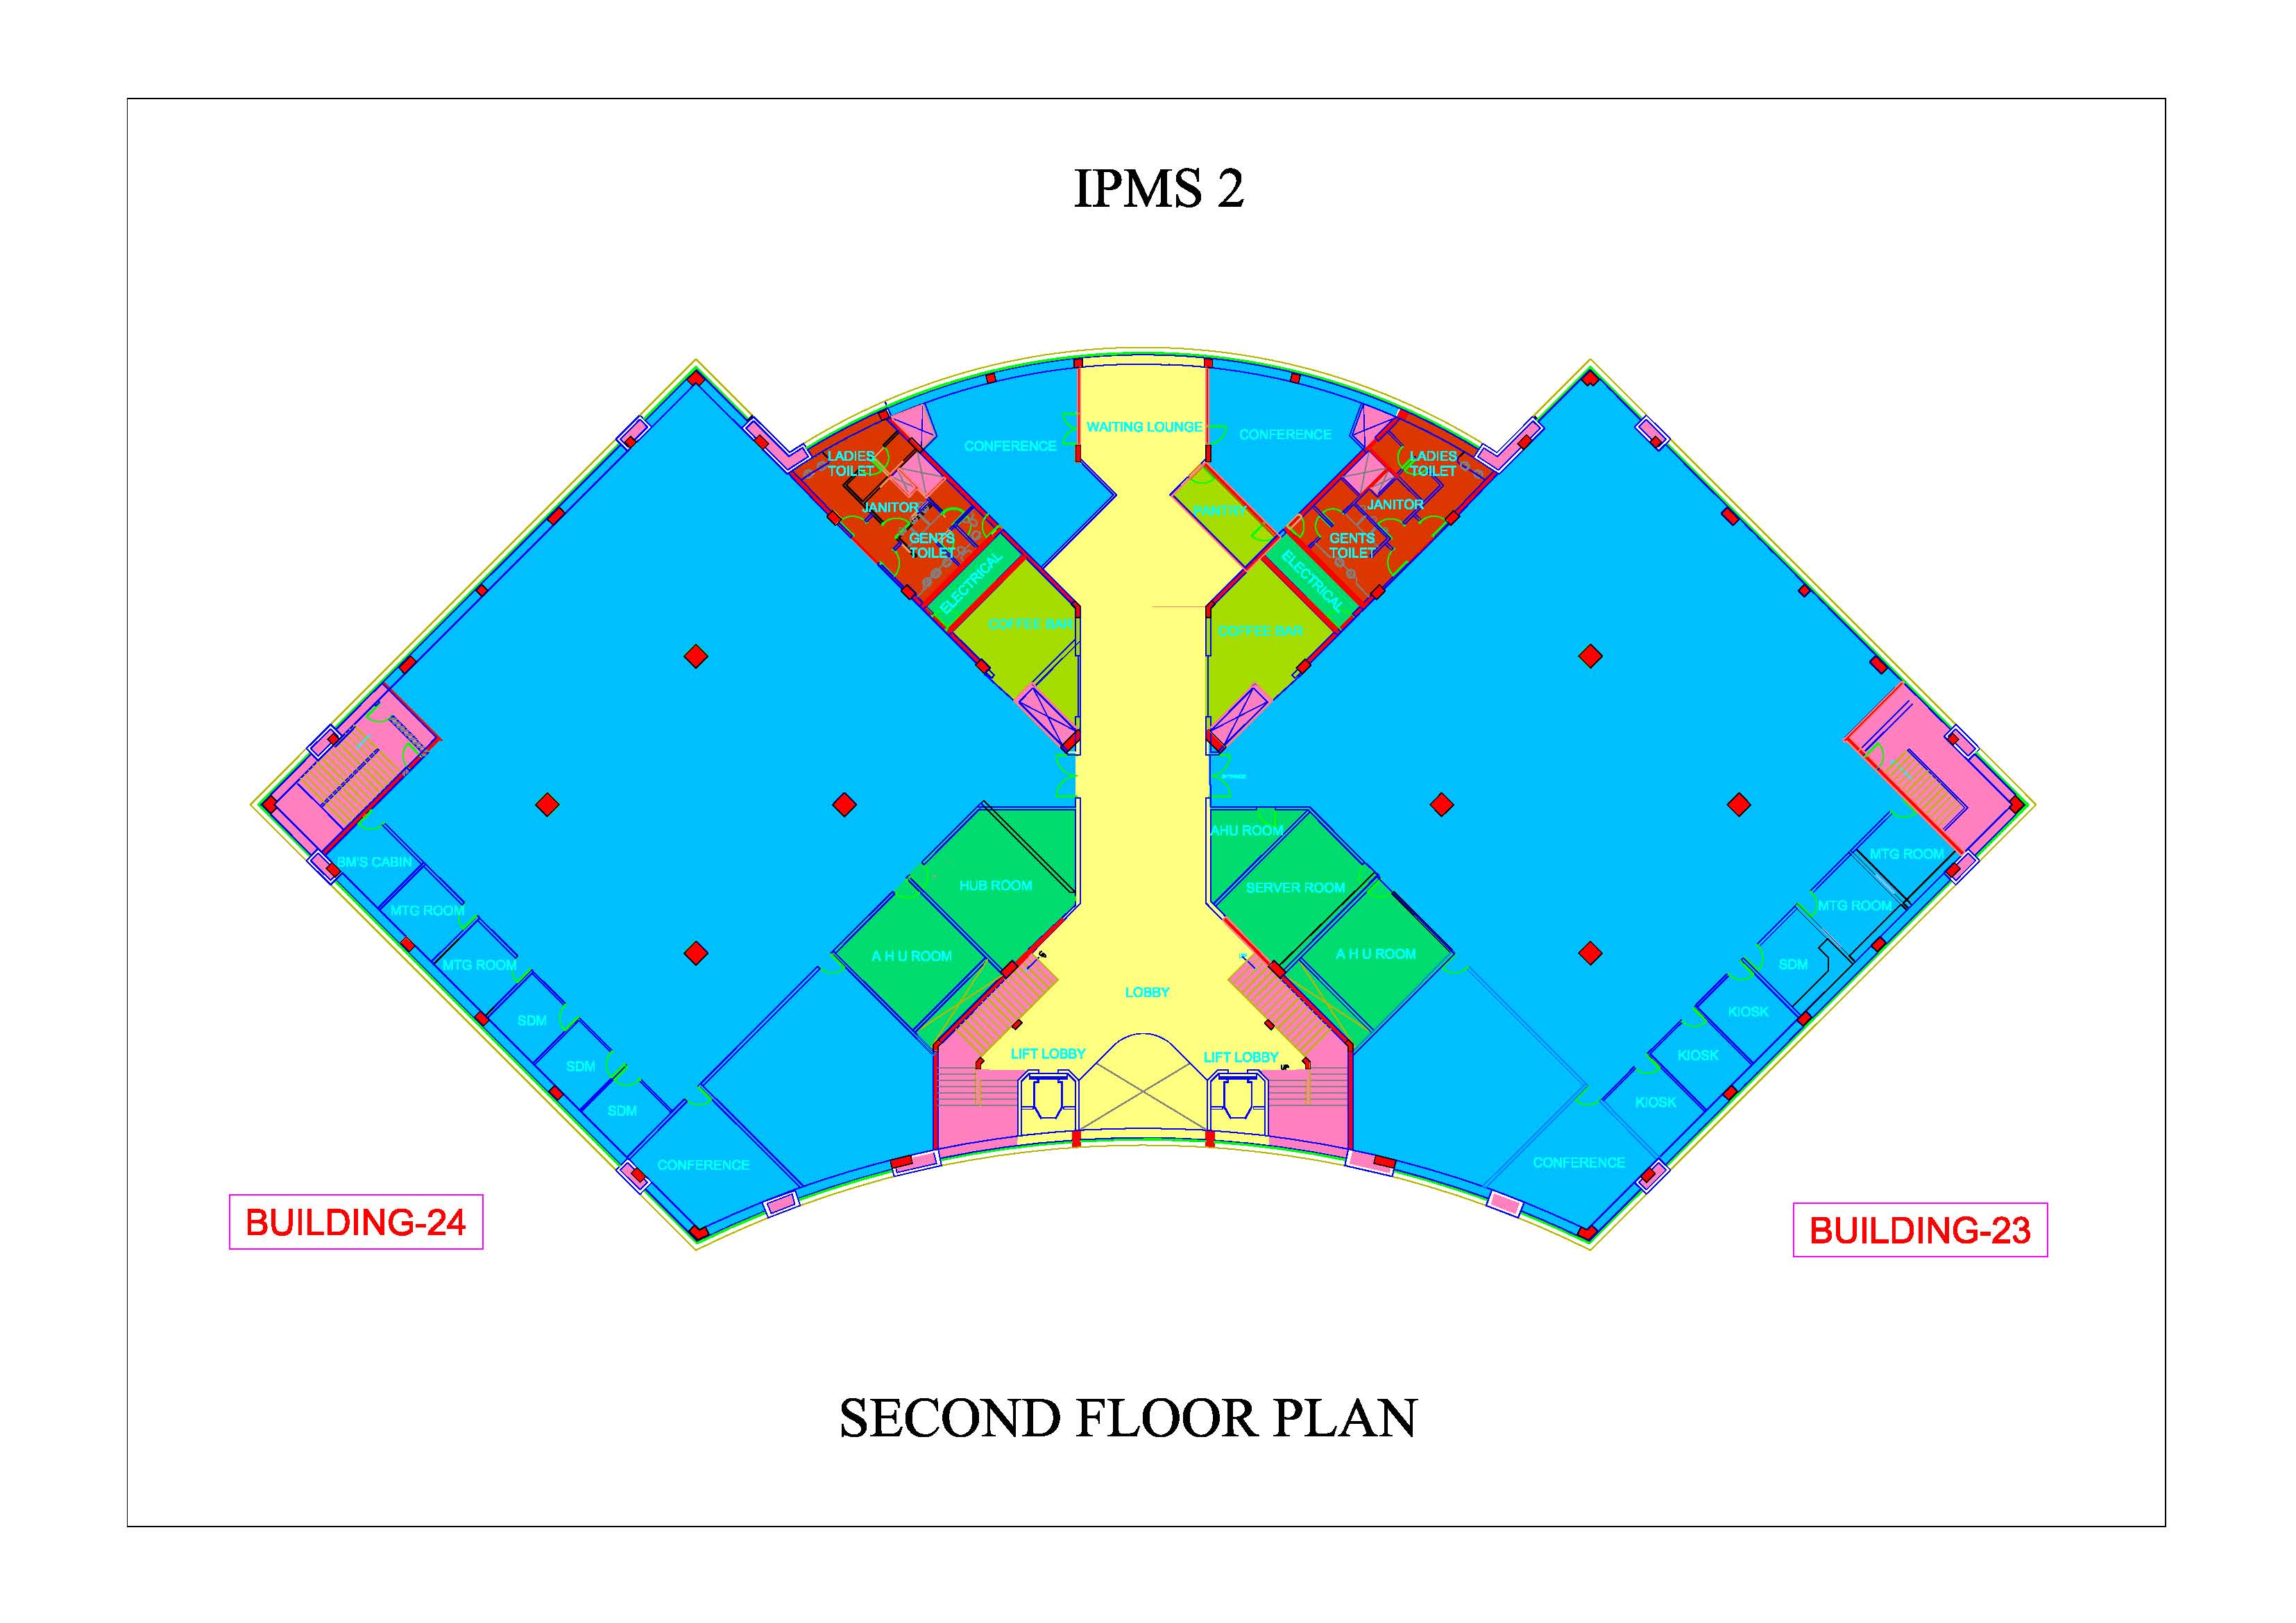 IPMS 2
WAITING LOUNGE
CONFERENCE
CONFERENCE
LADIES
TOILET
LADIES
TOILET
JANITOR
JANITOR
PANTRY
GENTS
TOILET
GENTS
TOILET
ELECTRICAL
ELECTRICAL
COFFEE BAR
COFFEE BAR
AHU ROOM
BM'S CABIN
MTG ROOM
HUB ROOM
SERVER ROOM
MTG ROOM
MTG ROOM
MTG ROOM
A H U ROOM
A H U ROOM
UP
SDM
LOBBY
SDM
KIOSK
LIFT LOBBY
LIFT LOBBY
KIOSK
SDM
UP
SDM
KIOSK
CONFERENCE
CONFERENCE
BUILDING-24
BUILDING-23
SECOND FLOOR PLAN